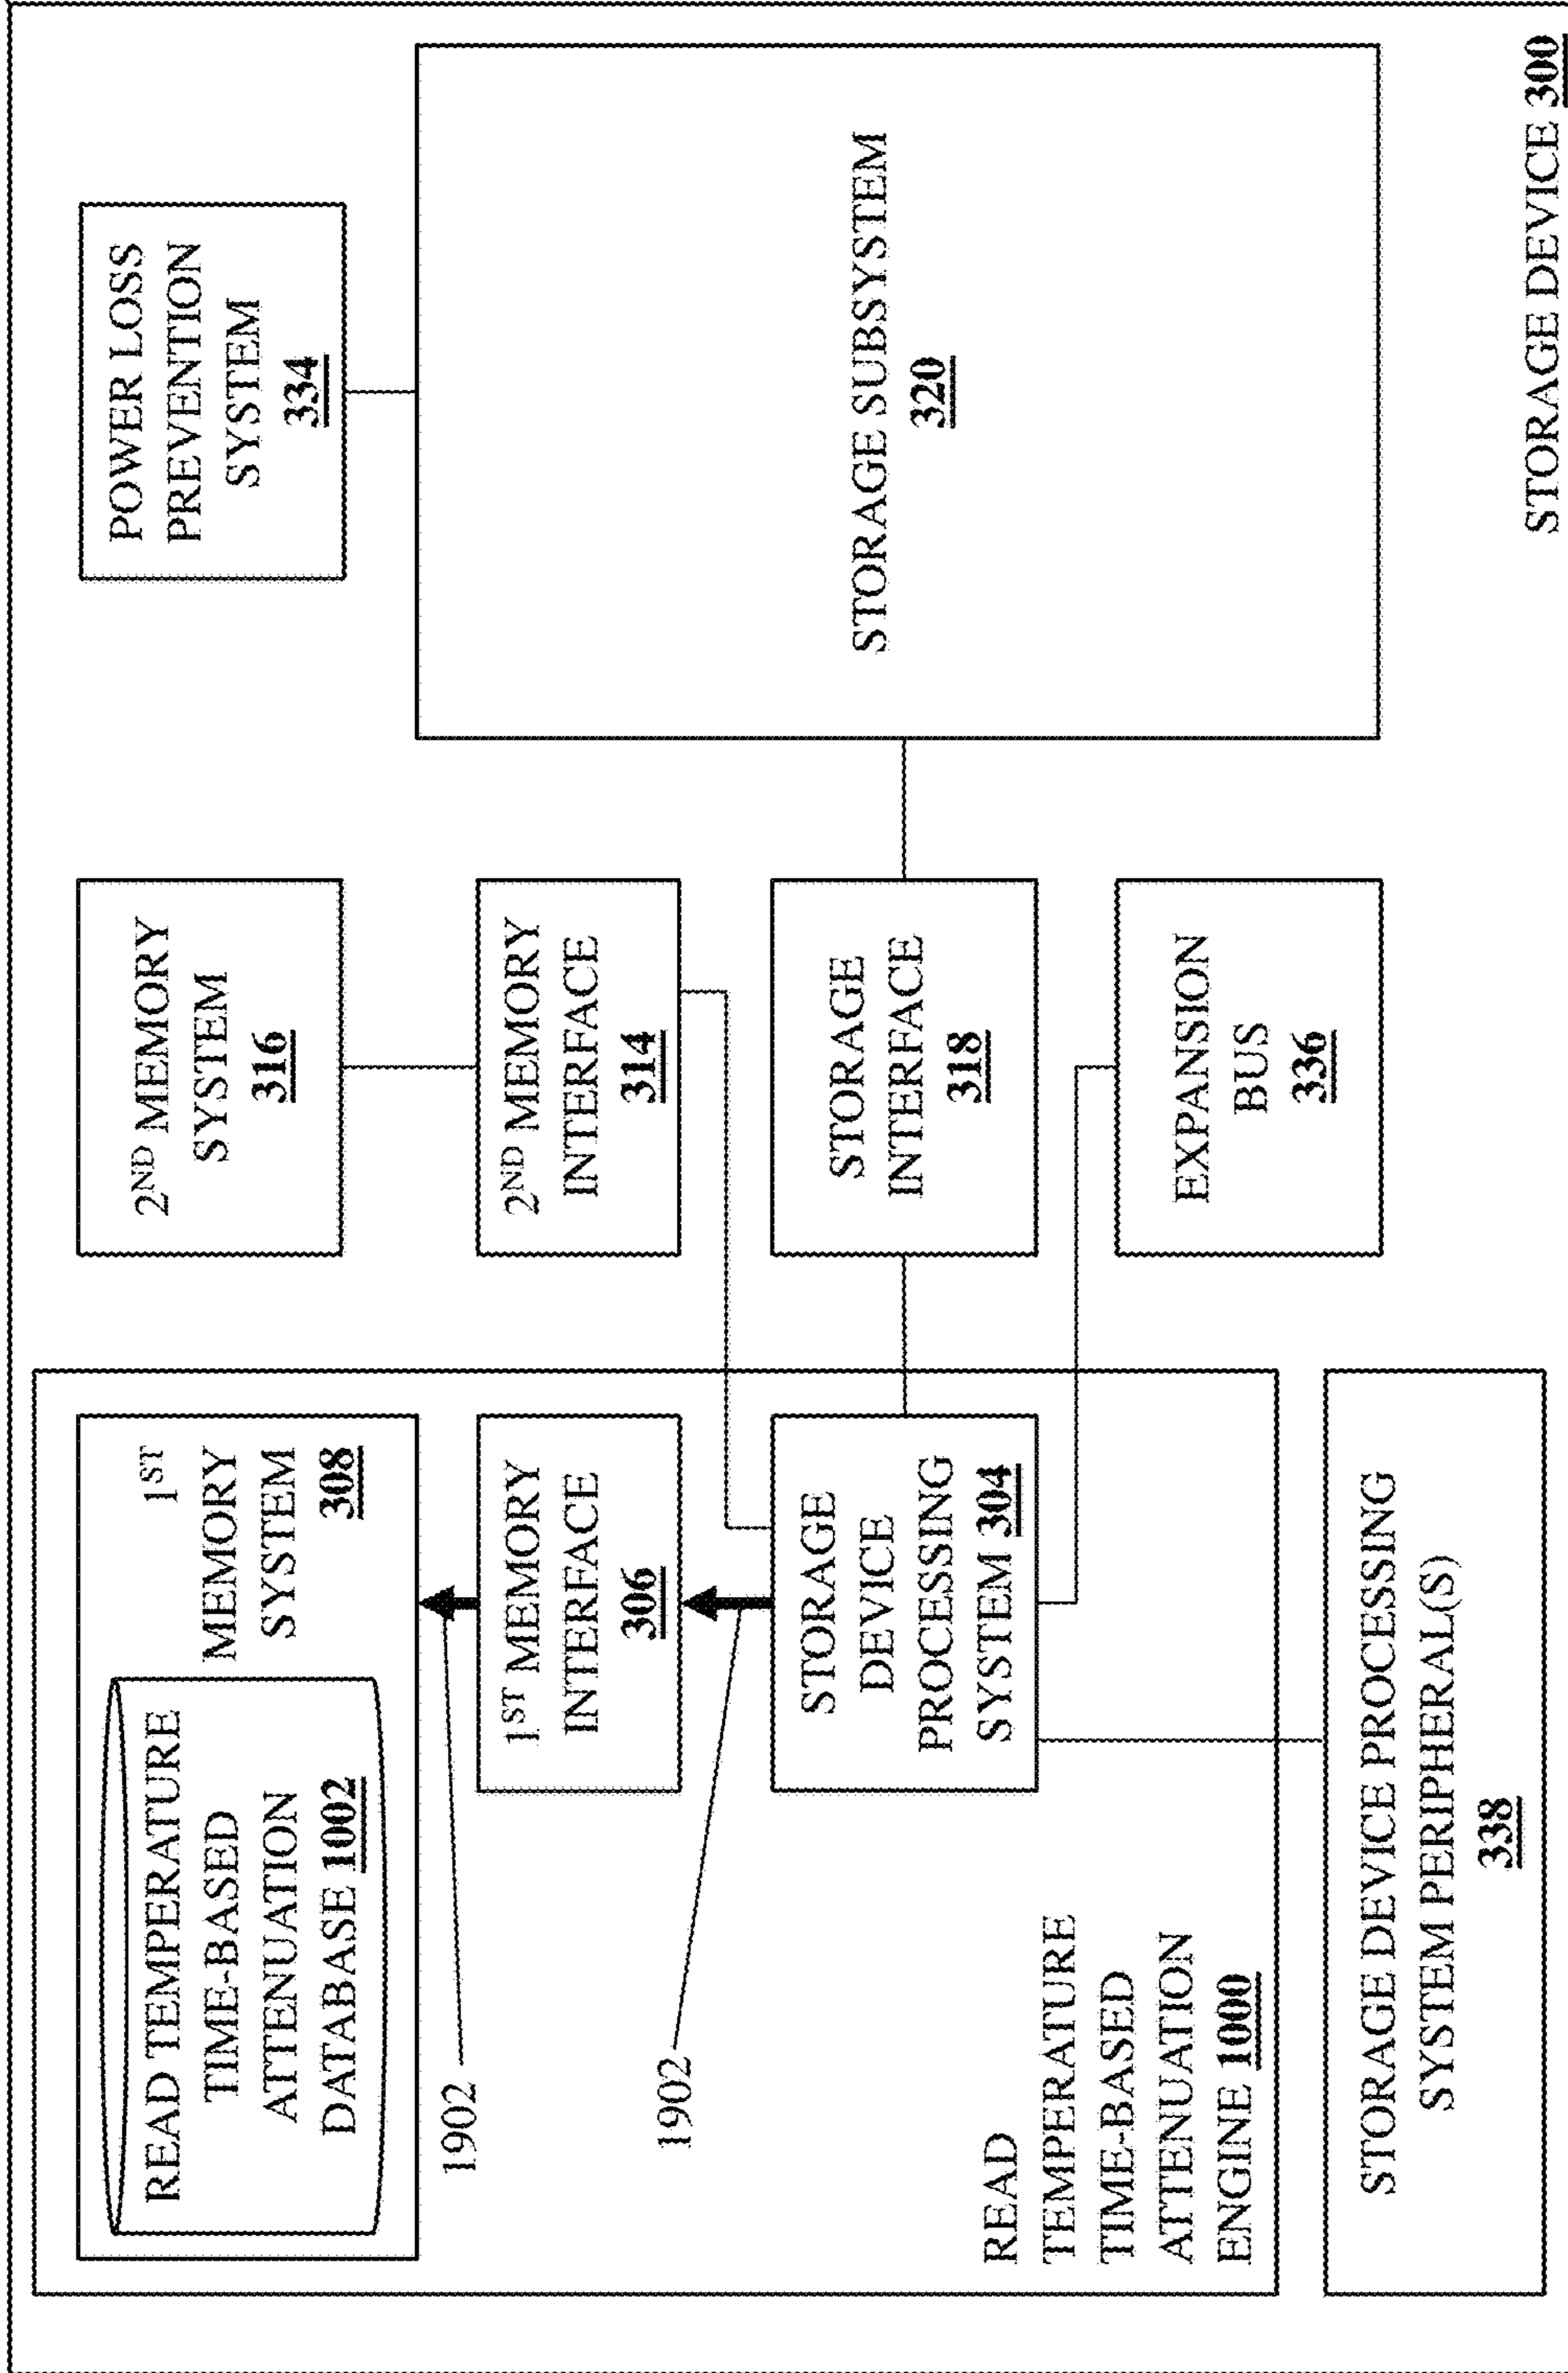 READ TEMPERATURE
TIME-BASED
ATTENUATION
DATABASE 1002
1ST
MEMORY
SYSTEM
308
1902
1ST MEMORY
INTERFACE
306
1902
STORAGE
DEVICE
PROCESSING
SYSTEM 304
READ
TEMPERATURE
TIME-BASED
ATTENUATION
ENGINE 1000
STORAGE DEVICE PROCESSING
SYSTEM PERIPHERAL(S)
338
2ND MEMORY
SYSTEM
316
2ND MEMORY
INTERFACE
314
STORAGE
INTERFACE
318
EXPANSION
BUS
336
POWER LOSS
PREVENTION
SYSTEM
334
STORAGE SUBSYSTEM
320
STORAGE DEVICE 300